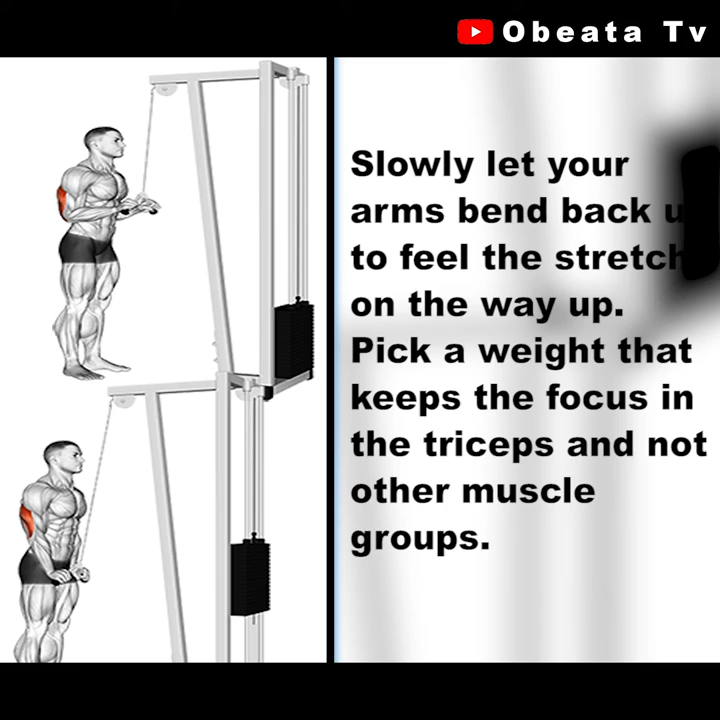 Obeata Tv
Slowly let your
arms bend back
to feel the stretch
on the way up.
Pick a weight that
keeps the focus in
the triceps and not
other muscle
groups.